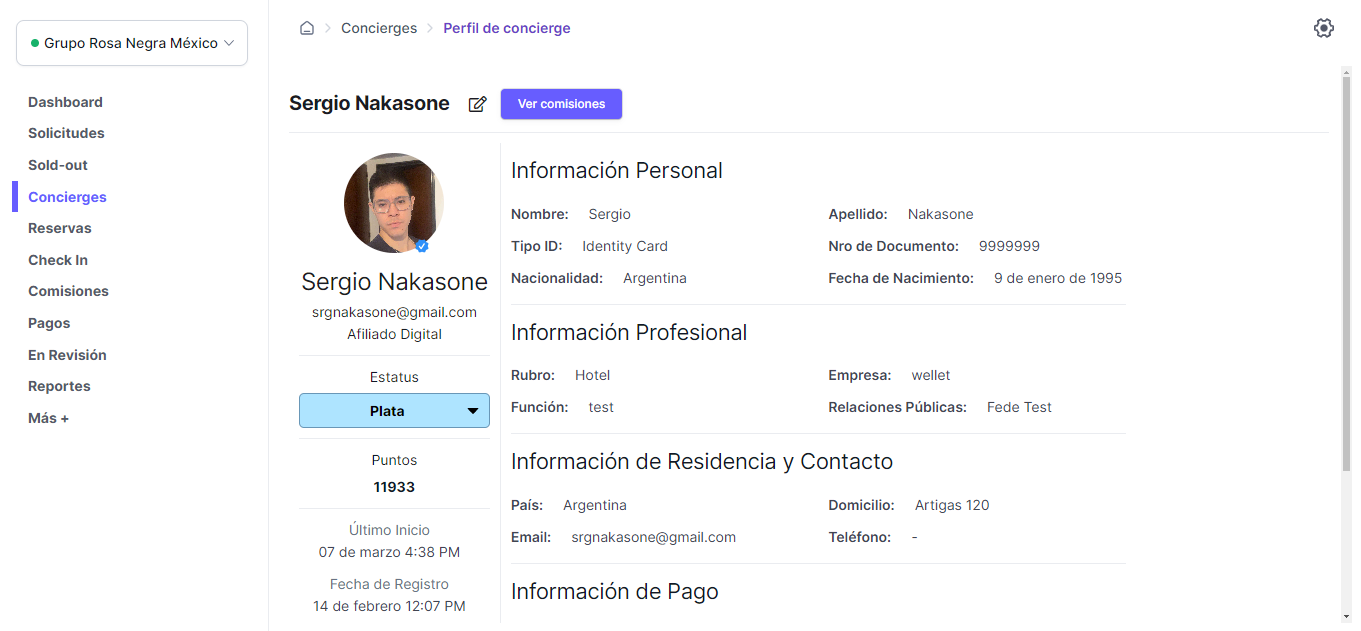 Grupo Rosa Negra México
Dashboard
Solicitudes
Sold-out
Concierges
Reservas
Check In
Comisiones
Pagos
En Revisión
Reportes
Más +
Concierges
Perfil de concierge
Sergio Nakasone
Ver comisiones
Sergio Nakasone
srgnakasone@gmail.com
Afiliado Digital
Estatus
Plata
Puntos
11933
Último Inicio
07 de marzo 4:38 PM
Fecha de Registro
14 de febrero 12:07 PM
Información Personal
Nombre: Sergio Apellido: Nakasone
Tipo ID: Identity Card Nro de Documento: 9999999
Nacionalidad: Argentina Fecha de Nacimiento: 9 de enero de 1995
Información Profesional
Rubro: Hotel Empresa: wellet
Función: test Relaciones Públicas: Fede Test
Información de Residencia y Contacto
País: Argentina Domicilio: Artigas 120
Email: srgnakasone@gmail.com Teléfono: -
Información de Pago